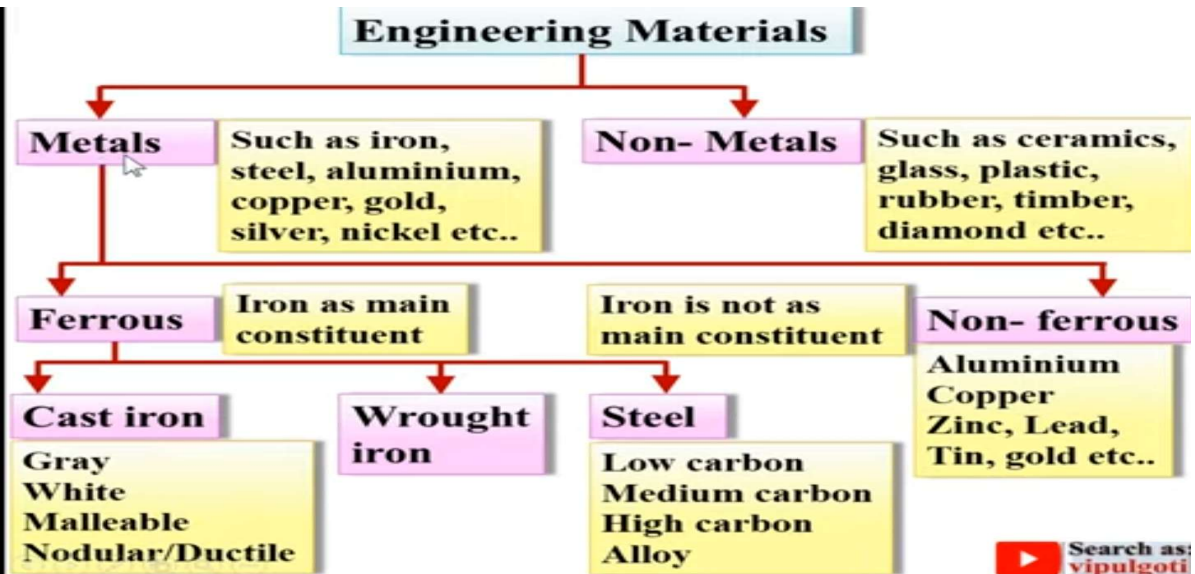 Engineering Materials
Metals
Such as iron,
steel, aluminium,
copper, gold,
silver, nickel etc..
Non- Metals
Such as ceramics,
glass, plastic,
rubber, timber,
diamond etc..
Ferrous
Iron as main
constituent
Iron is not as
main constituent
Non- ferrous
Aluminium
Copper
Zinc, Lead,
Tin, gold etc..
Cast iron
Gray
White
Malleable
Nodular/Ductile
Wrought
iron
Steel
Low carbon
Medium carbon
High carbon
Alloy
Search as:
vipulgoti